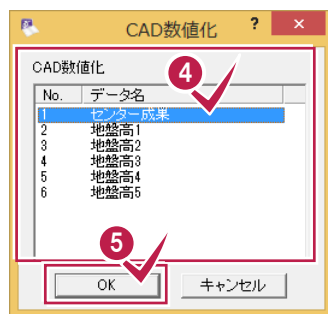 CAD数値化 ? ×
CAD数値化
4
No. データ名
1 センター成果
2 地盤高1
3 地盤高2
4 地盤高3
5 地盤高4
6 地盤高5
5
OK キャンセル